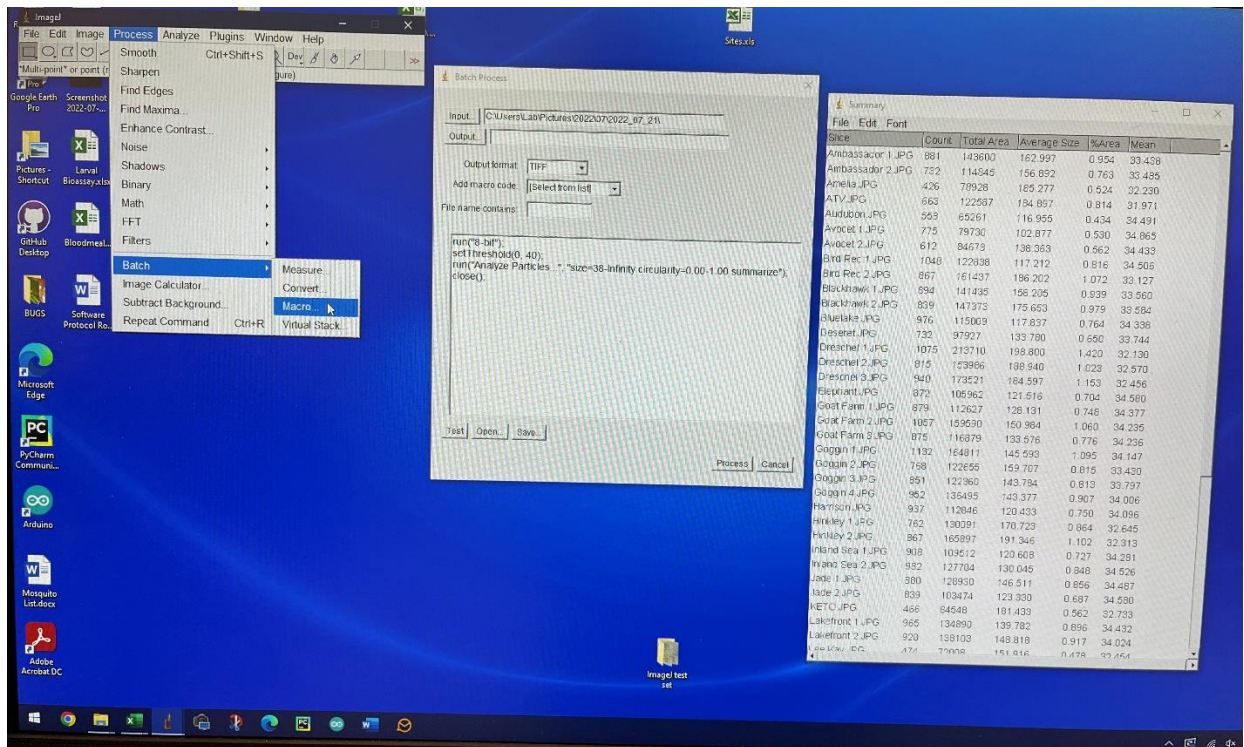 ImageJ
File Edit Image Process Analyze Plugins Window Help
Dev
*Multi-point* or point (r
gure)
Smooth Ctrl+Shift+S
Sharpen
Find Edges
Find Maxima...
Enhance Contrast...
Noise
Shadows
Binary
Math
FFT
Filters
Batch
Image Calculator...
Subtract Background...
Repeat Command Ctrl+R
Measure...
Convert...
Macro...
Virtual Stack...
Google Earth Pro
Screenshot 2022-07-...
Pictures - Shortcut
Larval Bioassay.xlsx
GitHub Desktop
Bloodmeal...
BUGS
Software Protocol Ro...
Microsoft Edge
PyCharm Communi...
Arduino
Mosquito List.docx
Adobe Acrobat DC
Sites.xls
ImageJ test set
Batch Process
Input... C:\Users\Lab\Pictures\2022\07\2022_07_21\
Output...
Output format: TIFF
Add macro code: [Select from list]
File name contains:
run("8-bit");
setThreshold(0, 40);
run("Analyze Particles...", "size=38-Infinity circularity=0.00-1.00 summarize");
close();
Test Open... Save...
Process Cancel
Summary
File Edit Font
Slice Count Total Area Average Size %Area Mean
Ambassador 1.JPG 881 143600 162.997 0.954 33.438
Ambassador 2.JPG 732 114845 156.892 0.763 33.485
Amelia.JPG 426 78928 185.277 0.524 32.230
ATV.JPG 663 122587 184.897 0.814 31.971
Audubon.JPG 558 65261 116.955 0.434 34.491
Avocet 1.JPG 775 79730 102.877 0.530 34.865
Avocet 2.JPG 612 84679 138.363 0.562 34.433
Bird Rec 1.JPG 1048 122838 117.212 0.816 34.506
Bird Rec 2.JPG 867 161437 186.202 1.072 33.127
Blackhawk 1.JPG 894 141435 158.205 0.939 33.560
Blackhawk 2.JPG 839 147373 175.653 0.979 33.584
Bluelake.JPG 976 115009 117.837 0.764 34.338
Deseret.JPG 732 97927 133.780 0.650 33.744
Dreschel 1.JPG 1075 213710 198.800 1.420 32.130
Dreschel 2.JPG 815 153986 188.940 1.023 32.570
Dreschel 3.JPG 940 173521 184.597 1.153 32.456
Elephant.JPG 872 105962 121.516 0.704 34.580
Goat Farm 1.JPG 879 112627 128.131 0.748 34.377
Goat Farm 2.JPG 1057 159590 150.984 1.060 34.235
Goat Farm 3.JPG 875 116879 133.576 0.776 34.236
Goggin 1.JPG 1132 164811 145.593 1.095 34.147
Goggin 2.JPG 768 122655 159.707 0.815 33.430
Goggin 3.JPG 851 122360 143.784 0.813 33.797
Goggin 4.JPG 952 136495 143.377 0.907 34.006
Harrison.JPG 937 112846 120.433 0.750 34.096
Hinkley 1.JPG 762 130091 170.723 0.864 32.645
Hinkley 2.JPG 867 165897 191.346 1.102 32.313
Inland Sea 1.JPG 908 109512 120.608 0.727 34.281
Inland Sea 2.JPG 982 127704 130.045 0.848 34.526
Jade 1.JPG 880 128930 146.511 0.856 34.487
Jade 2.JPG 839 103474 123.330 0.687 34.580
KETO.JPG 466 84548 181.433 0.562 32.733
Lakefront 1.JPG 965 134890 139.782 0.896 34.432
Lakefront 2.JPG 928 138103 148.818 0.917 34.024